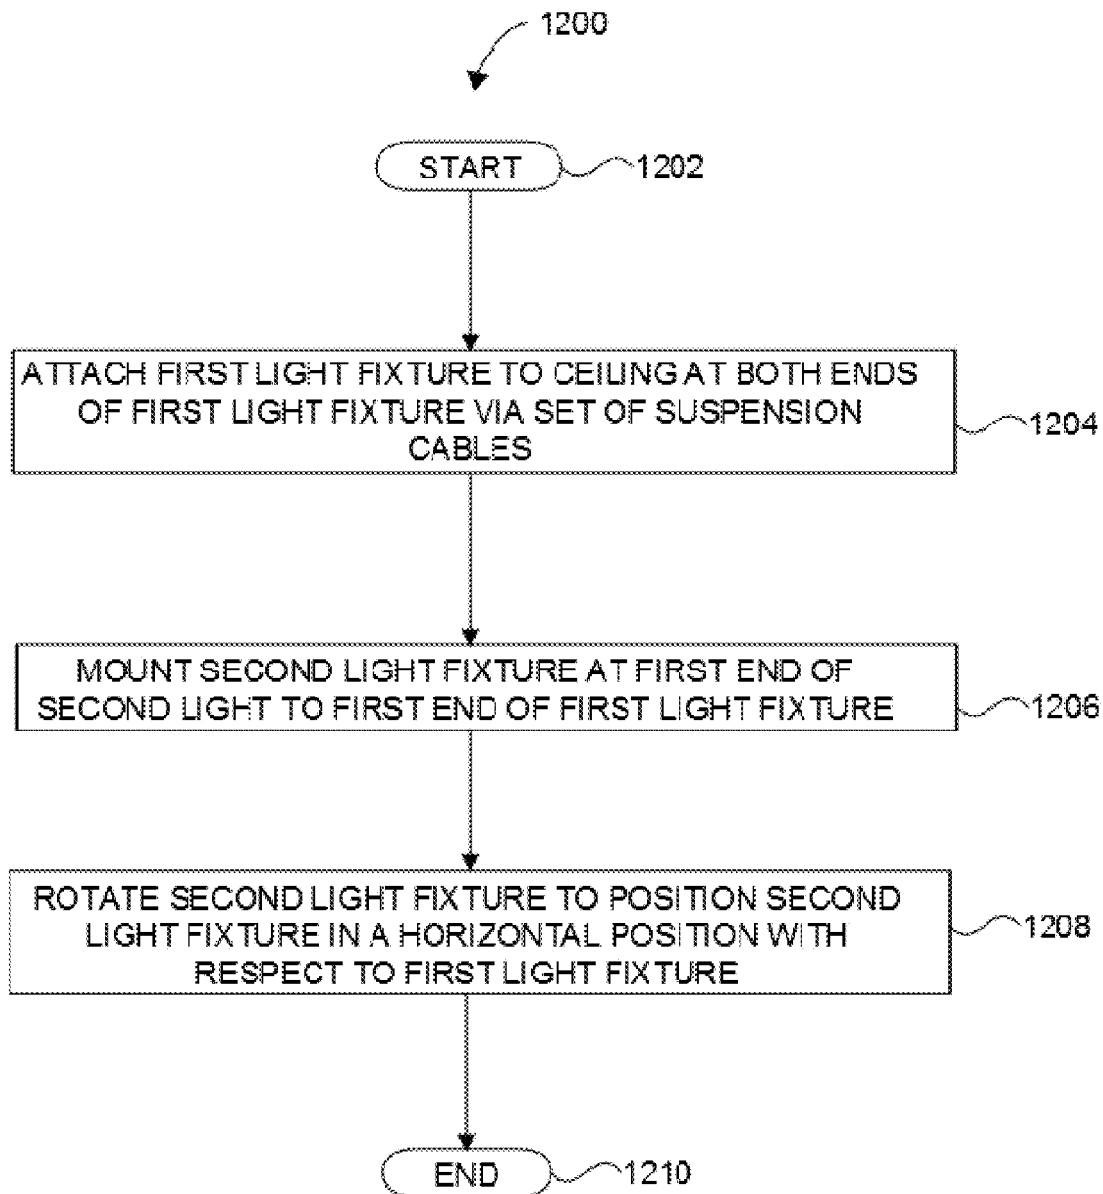 1200
START
1202
ATTACH FIRST LIGHT FIXTURE TO CEILING AT BOTH ENDS
OF FIRST LIGHT FIXTURE VIA SET OF SUSPENSION
CABLES
1204
MOUNT SECOND LIGHT FIXTURE AT FIRST END OF
SECOND LIGHT TO FIRST END OF FIRST LIGHT FIXTURE
1206
ROTATE SECOND LIGHT FIXTURE TO POSITION SECOND
LIGHT FIXTURE IN A HORIZONTAL POSITION WITH
RESPECT TO FIRST LIGHT FIXTURE
1208
END
1210